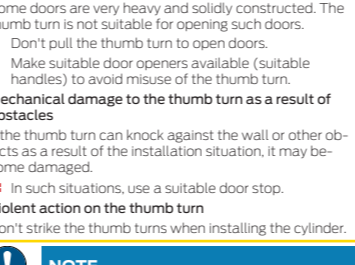 ome doors are very heavy and solidly constructed. The
umb turn is not suitable for opening such doors.
Don't pull the thumb turn to open doors.
Make suitable door openers available (suitable
handles) to avoid misuse of the thumb turn.
echanical damage to the thumb turn as a result of
bstacles
the thumb turn can knock against the wall or other ob-
cts as a result of the installation situation, it may be-
ome damaged.
In such situations, use a suitable door stop.
iolent action on the thumb turn
on't strike the thumb turns when installing the cylinder.
NOTE